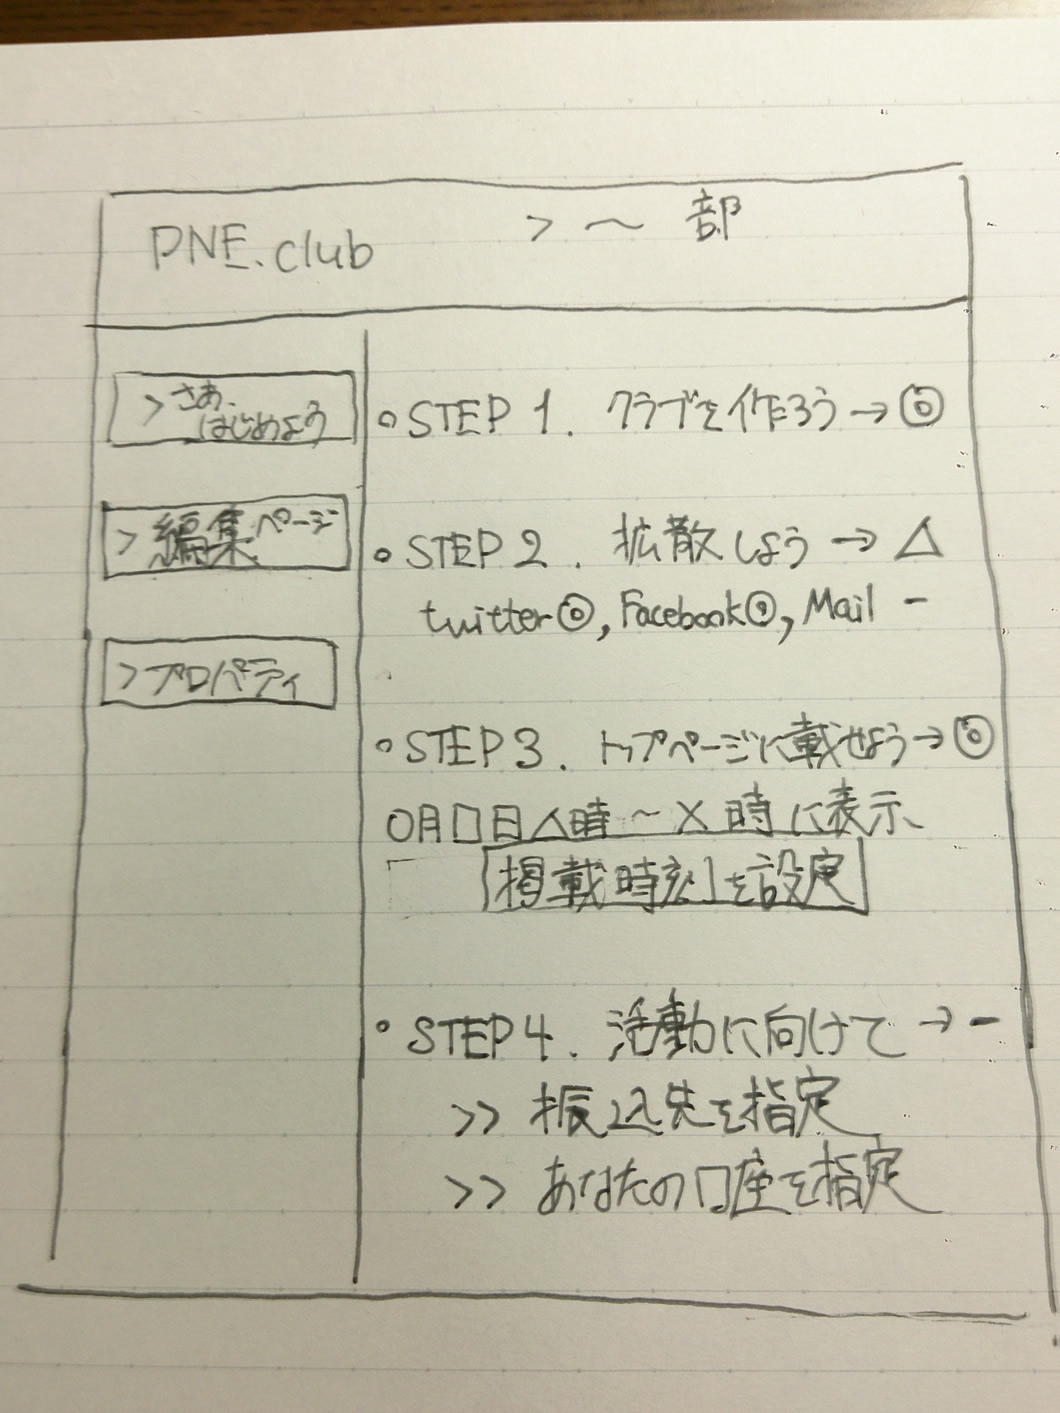 PNE.club > ～ 部
> さあ、
はじめよう
> 編集ページ
> プロパティ
○ STEP 1. クラブを作ろう → ◎
○ STEP 2. 拡散しよう → △
twitter◎, Facebook◎, Mail -
○ STEP 3. トップページに載せよう → ◎
○月□日△時～×時に表示
「掲載時刻」を設定
○ STEP 4. 活動に向けて → -
>> 振込先を指定
>> あなたの口座を指定